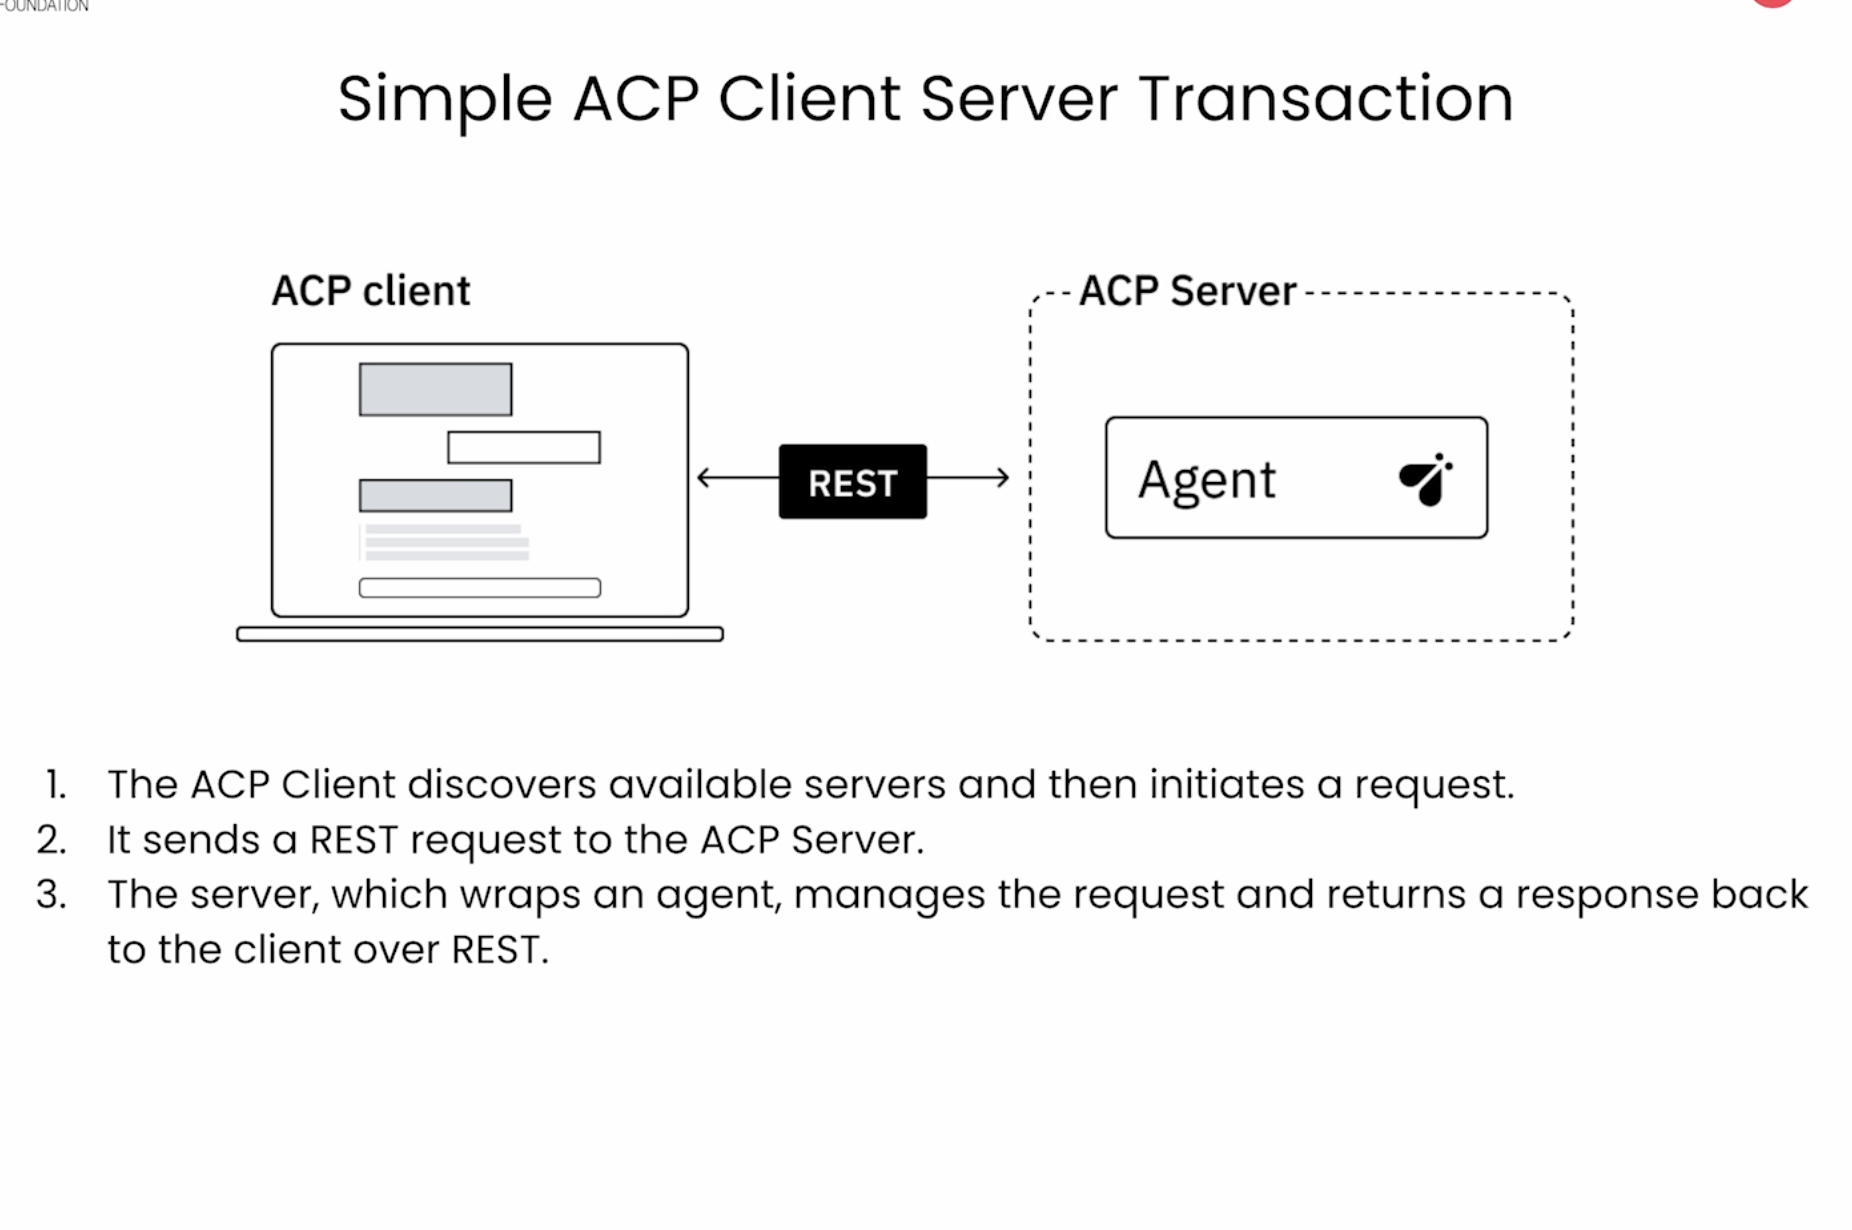 FOUNDATION
Simple ACP Client Server Transaction
ACP client
ACP Server
REST
Agent
1. The ACP Client discovers available servers and then initiates a request.
2. It sends a REST request to the ACP Server.
3. The server, which wraps an agent, manages the request and returns a response back
to the client over REST.